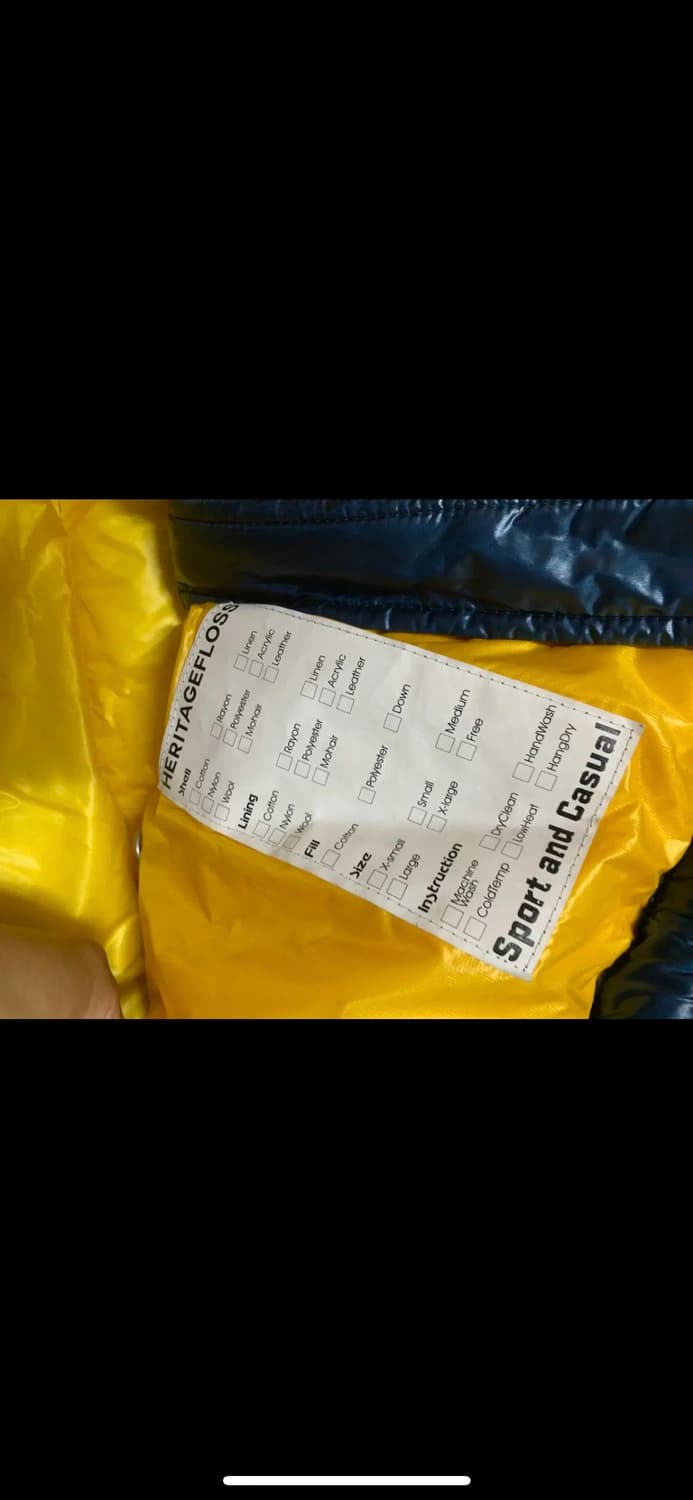 HERITAGEFLOSS
Shell
Cotton Rayon Linen
Nylon Polyester Acrylic
Wool Mohair Leather
Lining
Cotton Rayon Linen
Nylon Polyester Acrylic
Wool Mohair Leather
Fill
Cotton Polyester Down
Size
X-small Small Medium
Large X-large Free
Instruction
Machine Wash DryClean HandWash
ColdTemp LowHeat HangDry
Sport and Casual